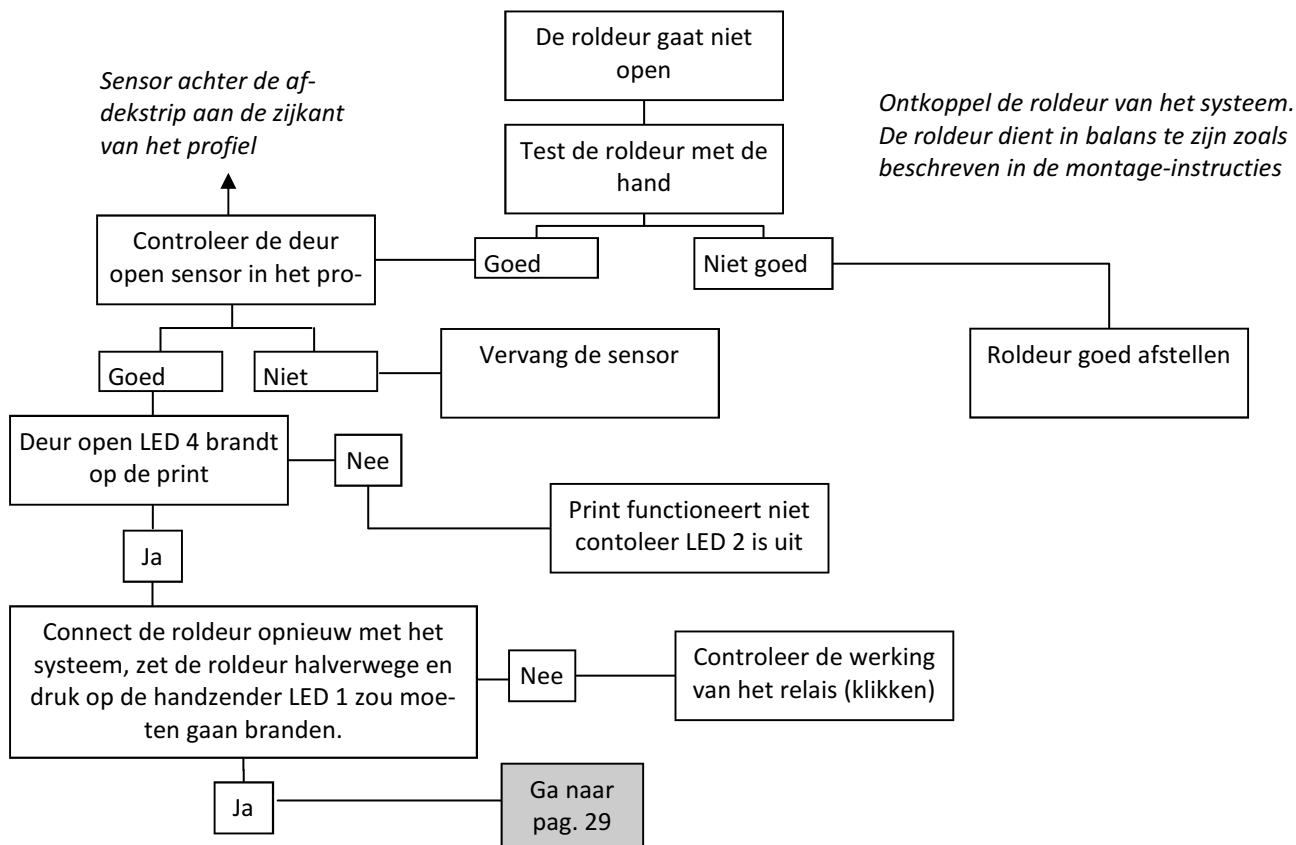 De roldeur gaat niet
open
Sensor achter de af-
dekstrip aan de zijkant
van het profiel
Ontkoppel de roldeur van het systeem.
De roldeur dient in balans te zijn zoals
beschreven in de montage-instructies
Test de roldeur met de
hand
Controleer de deur
open sensor in het pro-
Goed
Niet goed
Goed
Niet
Vervang de sensor
Roldeur goed afstellen
Deur open LED 4 brandt
op de print
Nee
Print functioneert niet
contoleer LED 2 is uit
Ja
Connect de roldeur opnieuw met het
systeem, zet de roldeur halverwege en
druk op de handzender LED 1 zou moe-
ten gaan branden.
Nee
Controleer de werking
van het relais (klikken)
Ja
Ga naar
pag. 29